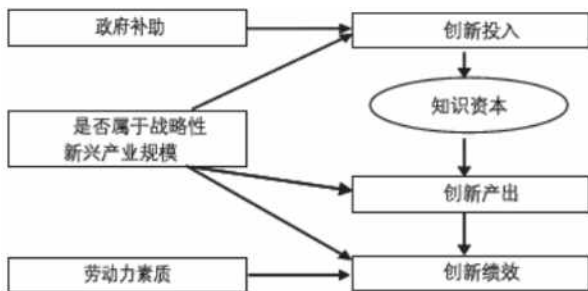 政府补助
创新投入
知识资本
是否属于战略性
新兴产业规模
创新产出
劳动力素质
创新绩效